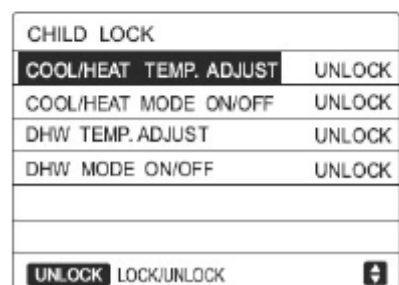 CHILD LOCK
COOL/HEAT TEMP. ADJUST UNLOCK
COOL/HEAT MODE ON/OFF UNLOCK
DHW TEMP. ADJUST UNLOCK
DHW MODE ON/OFF UNLOCK
UNLOCK LOCK/UNLOCK